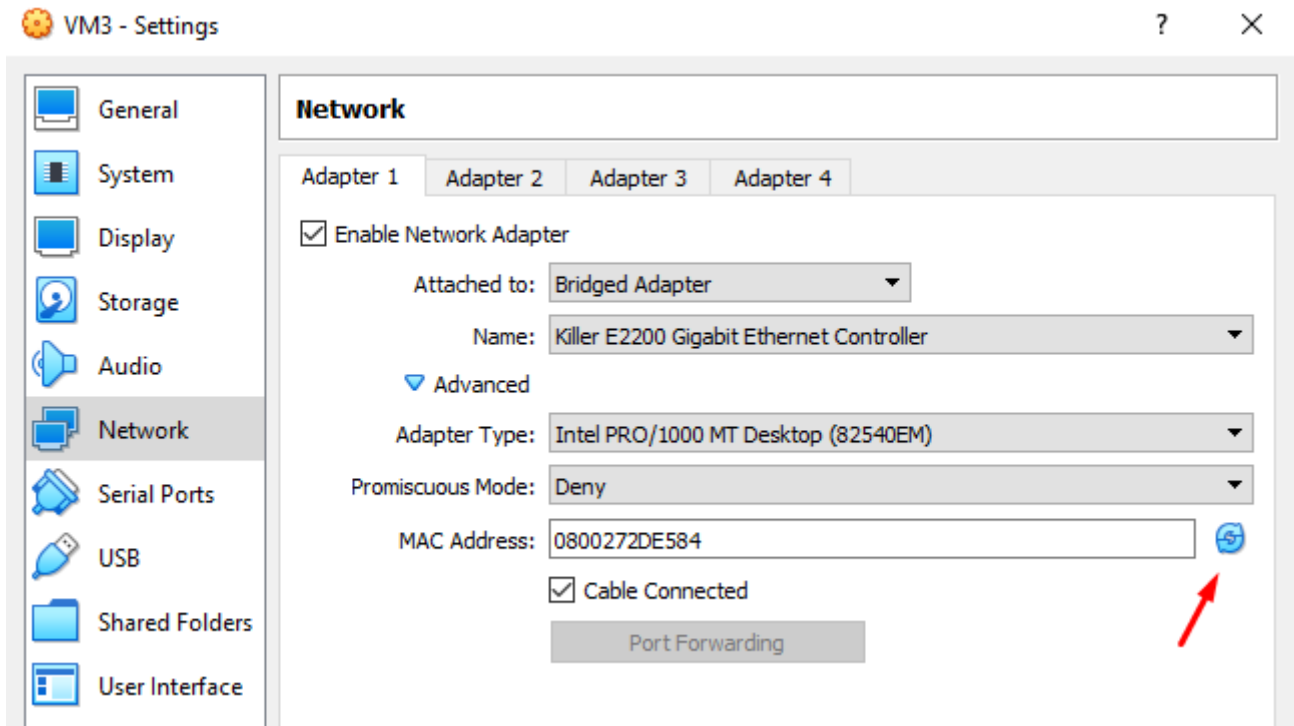 VM3 - Settings
?
General
System
Display
Storage
Audio
Network
Serial Ports
USB
Shared Folders
User Interface
Network
Adapter 1 Adapter 2 Adapter 3 Adapter 4
Enable Network Adapter
Attached to: Bridged Adapter
Name: Killer E2200 Gigabit Ethernet Controller
Advanced
Adapter Type: Intel PRO/1000 MT Desktop (82540EM)
Promiscuous Mode: Deny
MAC Address: 0800272DE584
Cable Connected
Port Forwarding